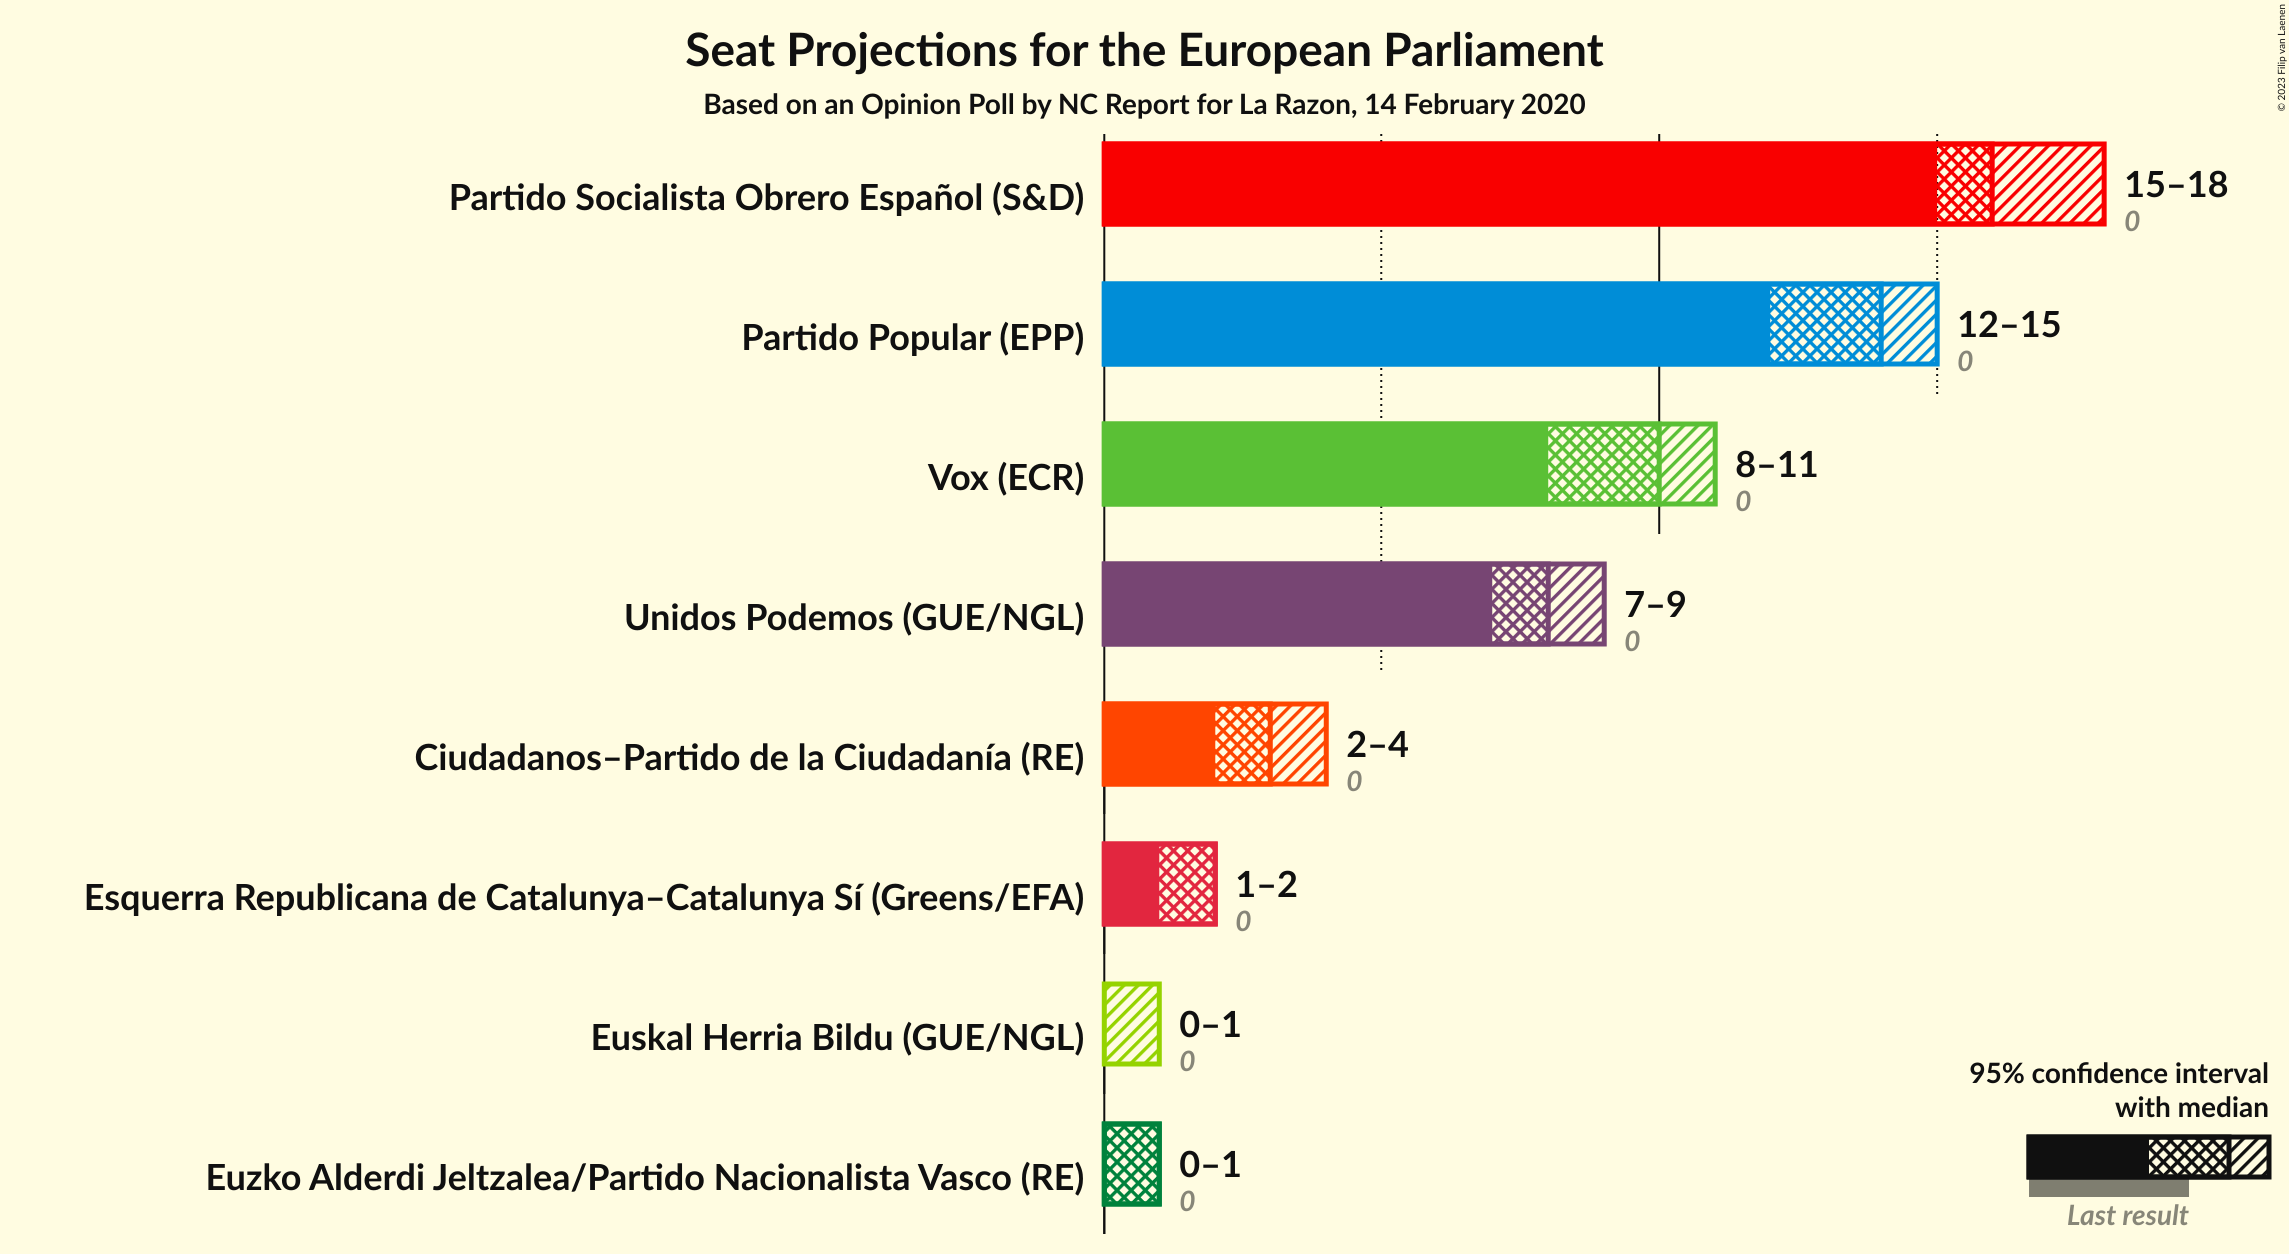 Seat Projections for the European Parliament
Based on an Opinion Poll by NC Report for La Razon, 14 February 2020
© 2023 Filip van Laenen
Partido Socialista Obrero Español (S&D)
15–18
0
Partido Popular (EPP)
12–15
0
Vox (ECR)
8–11
0
Unidos Podemos (GUE/NGL)
7–9
0
Ciudadanos–Partido de la Ciudadanía (RE)
2–4
0
Esquerra Republicana de Catalunya–Catalunya Sí (Greens/EFA)
1–2
0
Euskal Herria Bildu (GUE/NGL)
0–1
0
Euzko Alderdi Jeltzalea/Partido Nacionalista Vasco (RE)
0–1
0
95% confidence interval
with median
Last result